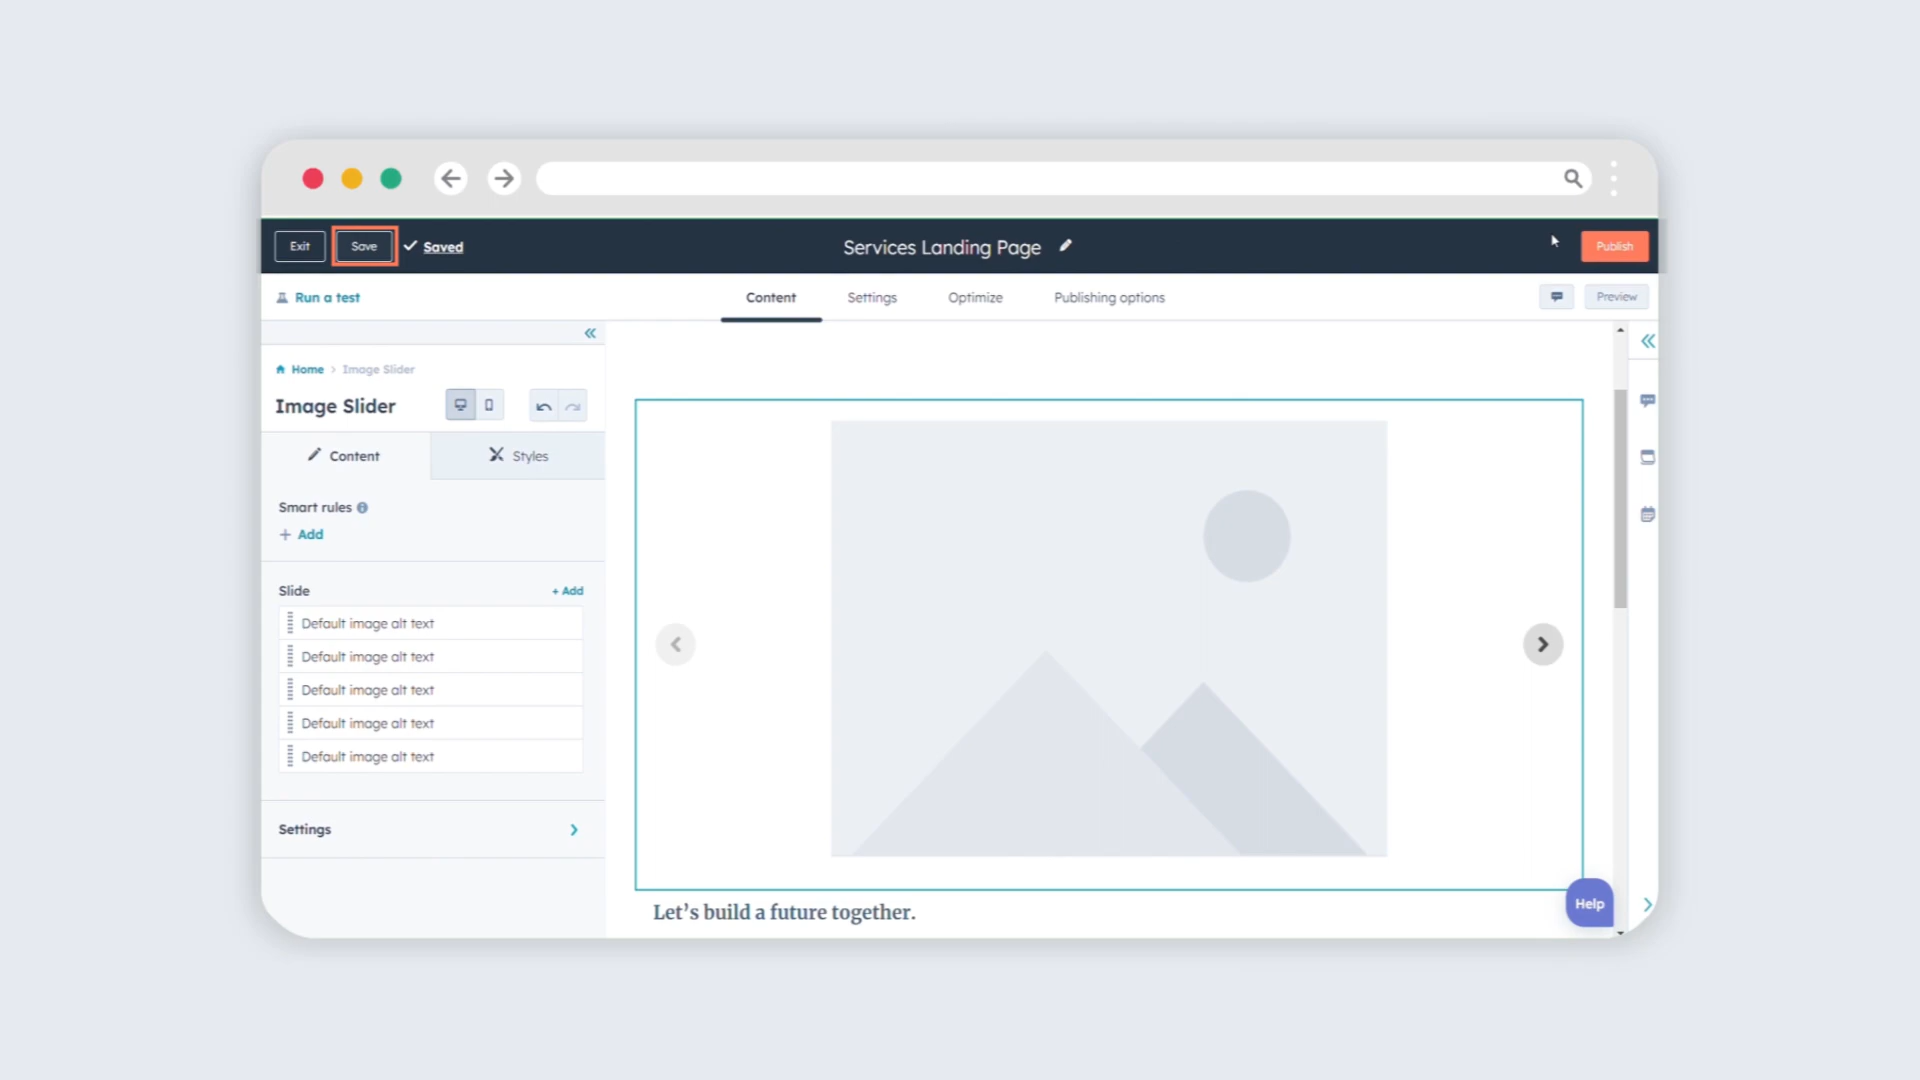 Exit
Save
Saved
Services Landing Page
Publish
Run a test
Content
Settings
Optimize
Publishing options
Preview
Home > Image Slider
Image Slider
Content
Styles
Smart rules
+ Add
Slide
+ Add
Default image alt text
Default image alt text
Default image alt text
Default image alt text
Default image alt text
Settings
Let’s build a future together.
Help